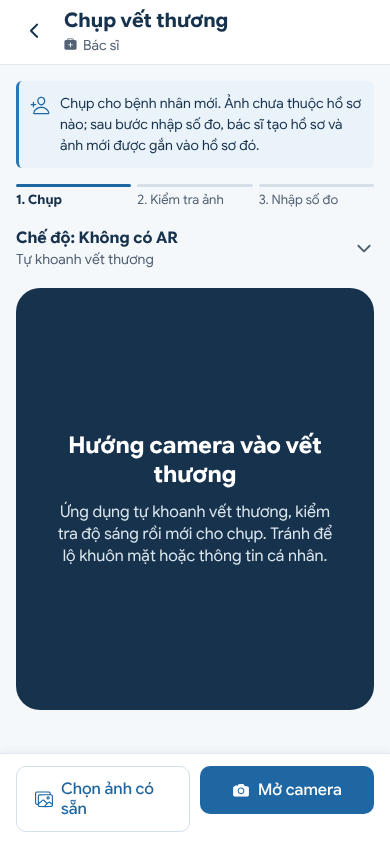 Chụp vết thương
Bác sĩ
Chụp cho bệnh nhân mới. Ảnh chưa thuộc hồ sơ
nào; sau bước nhập số đo, bác sĩ tạo hồ sơ và
ảnh mới được gắn vào hồ sơ đó.
1. Chụp
2. Kiểm tra ảnh
3. Nhập số đo
Chế độ: Không có AR
Tự khoanh vết thương
Hướng camera vào vết
thương
Ứng dụng tự khoanh vết thương, kiểm
tra độ sáng rồi mới cho chụp. Tránh để
lộ khuôn mặt hoặc thông tin cá nhân.
Chọn ảnh có
sẵn
Mở camera